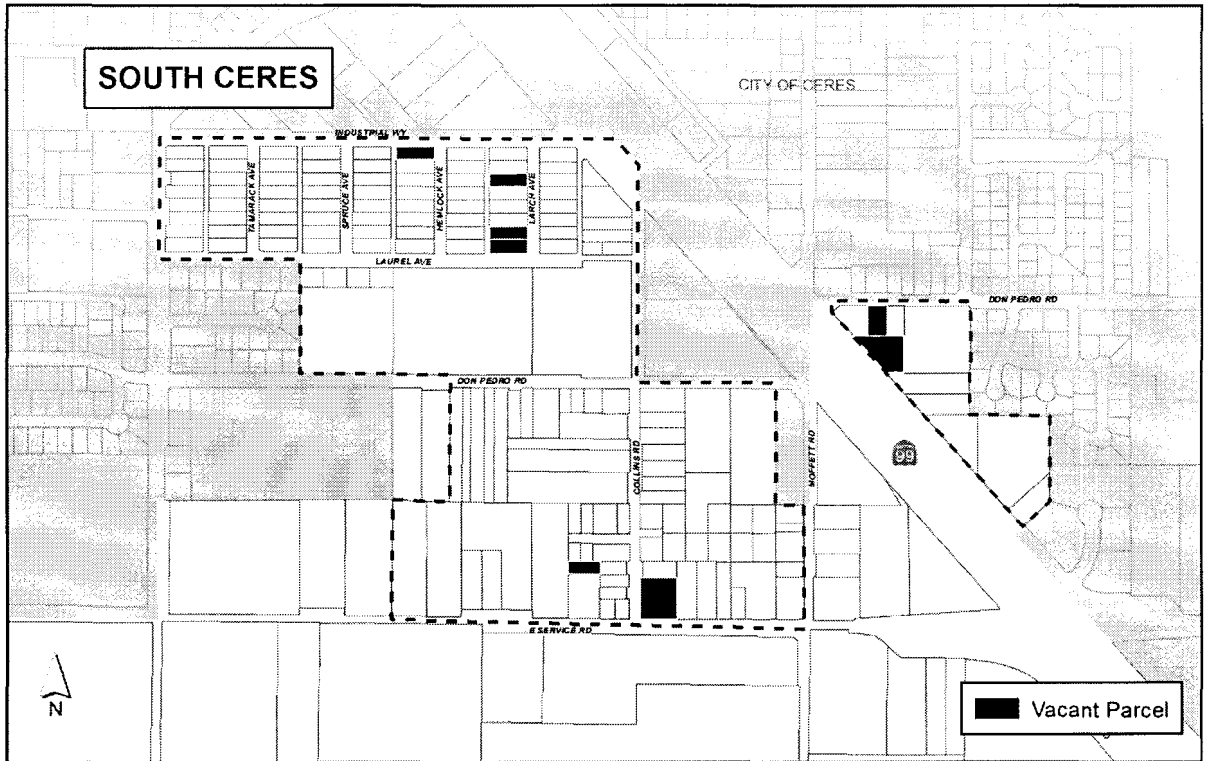 SOUTH CERES
CITY OF CERES
INDUSTRIAL WY
TAMARACK AVE
SPRUCE AVE
HEMLOCK AVE
LARCH AVE
LAUREL AVE
DON PEDRO RD
DON PEDRO RD
COLLINS RD
MOFFETT RD
99
E SERVICE RD
N
Vacant Parcel